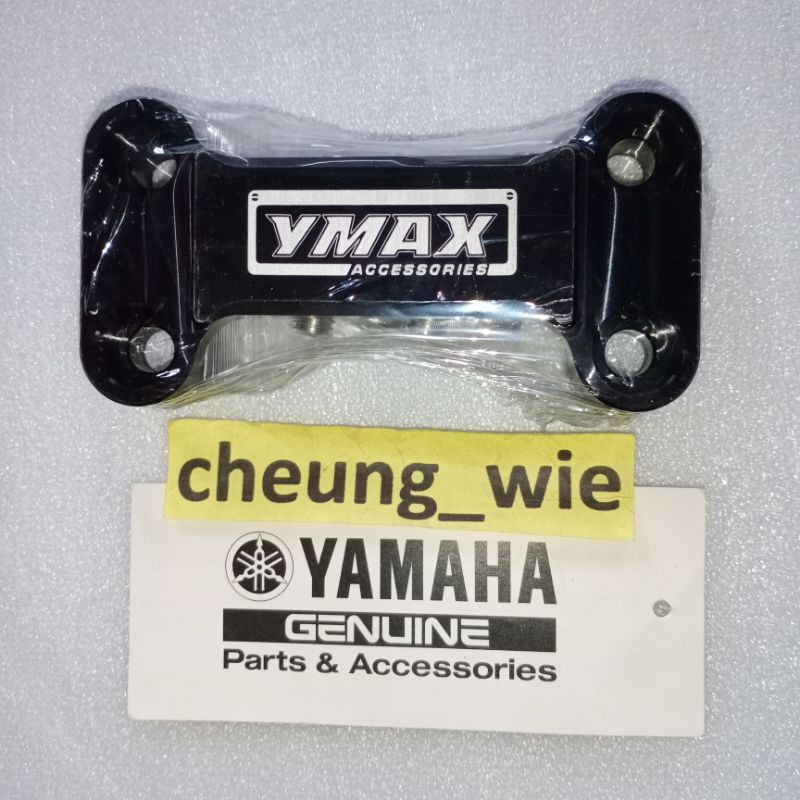 YMAX
ACCESSORIES
cheung_wie
YAMAHA
GENUINE
Parts & Accessories